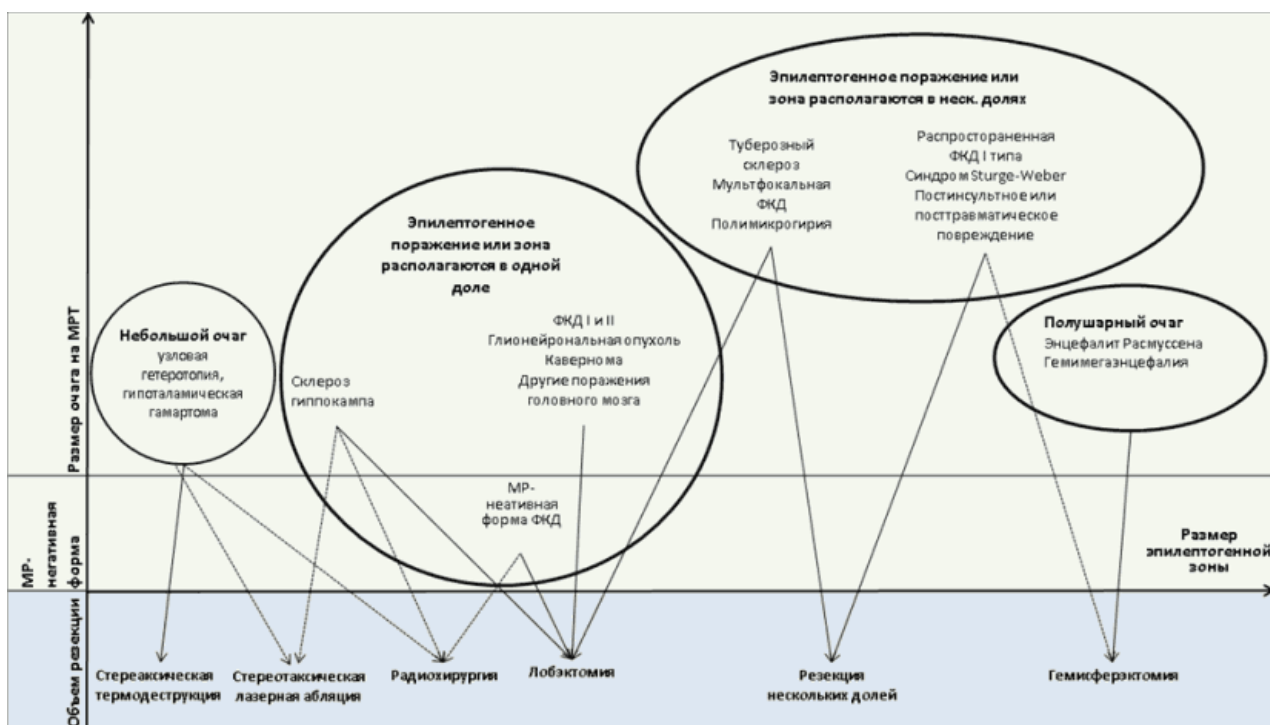 Размер очага на МРТ
МР-
негативная
форма
Объем резекции
Небольшой очаг
узловая
гетеротопия,
гипоталамическая
гамартома
Эпилептогенное
поражение или зона
располагаются в одной
доле
Склероз
гиппокампа
ФКД I и II
Глионейрональная опухоль
Кавернома
Другие поражения
головного мозга
МР-
неативная
форма ФКД
Эпилептогенное поражение или
зона располагаются в неск. долях
Туберозный
склероз
Мультфокальная
ФКД
Полимикрогирия
Распростораненная
ФКД I типа
Синдром Sturge-Weber
Постинсультное или
посттравматическое
повреждение
Полушарный очаг
Энцефалит Расмуссена
Гемимегаэнцефалия
Размер
эпилептогенной
зоны
Стереаксическая
термодеструкция
Стереотаксическая
лазерная абляция
Радиохирургия
Лобэктомия
Резекция
нескольких долей
Гемисферэктомия